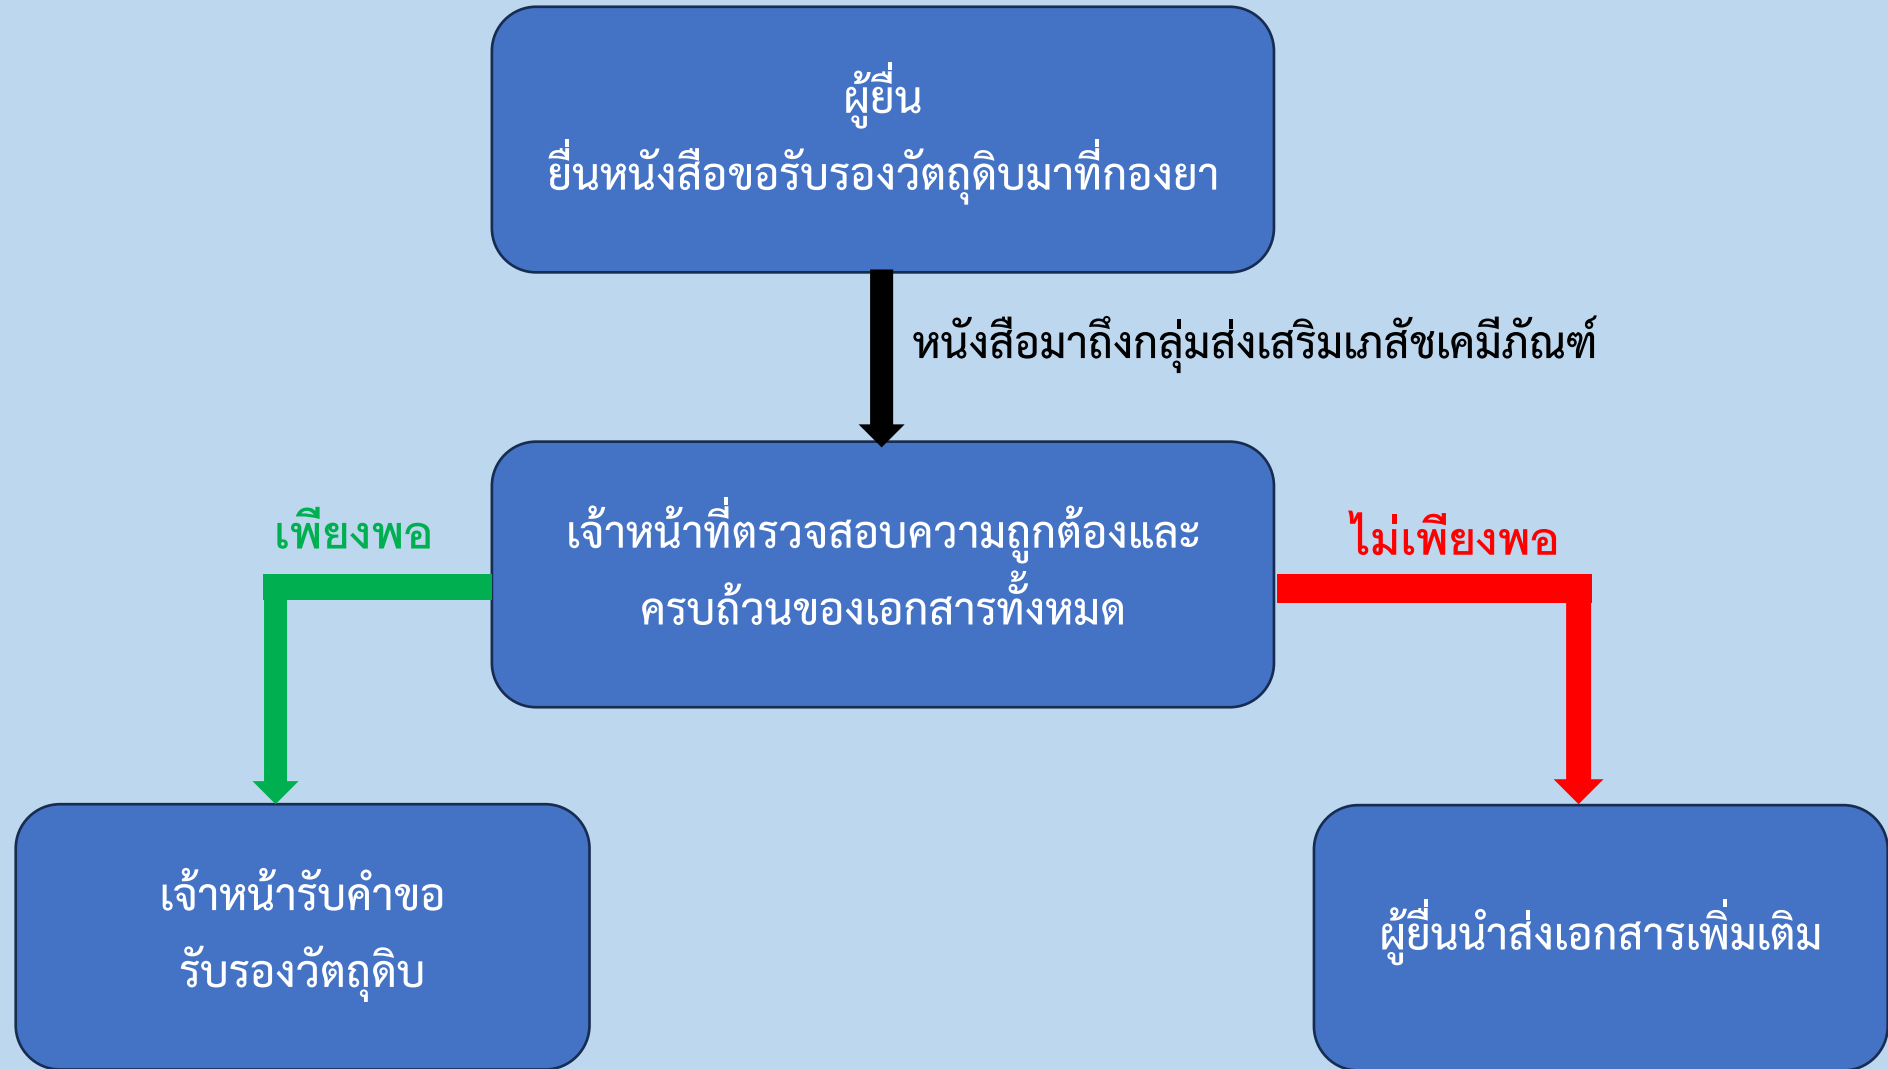 ผู้ยื่น
ยื่นหนังสือขอรับรองวัตถุดิบมาที่กองยา
หนังสือมาถึงกลุ่มส่งเสริมเภสัชเคมีภัณฑ์
เพียงพอ
เจ้าหน้าที่ตรวจสอบความถูกต้องและ
ครบถ้วนของเอกสารทั้งหมด
ไม่เพียงพอ
เจ้าหน้ารับคำขอ
รับรองวัตถุดิบ
ผู้ยื่นนำส่งเอกสารเพิ่มเติม